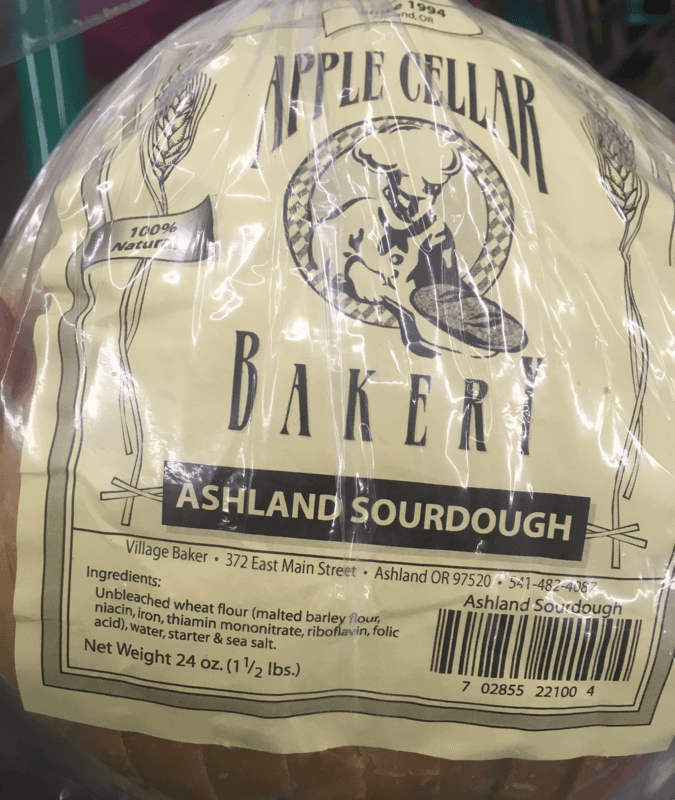 1994
and, OR
APPLE CELLAR
100%
Natural
BAKERY
ASHLAND SOURDOUGH
Village Baker • 372 East Main Street • Ashland OR 97520 • 541-482-4087
Ingredients:
Unbleached wheat flour (malted barley flour,
niacin, iron, thiamin mononitrate, riboflavin, folic
acid), water, starter & sea salt.
Net Weight 24 oz. (1 1/2 lbs.)
Ashland Sourdough
7 02855 22100 4